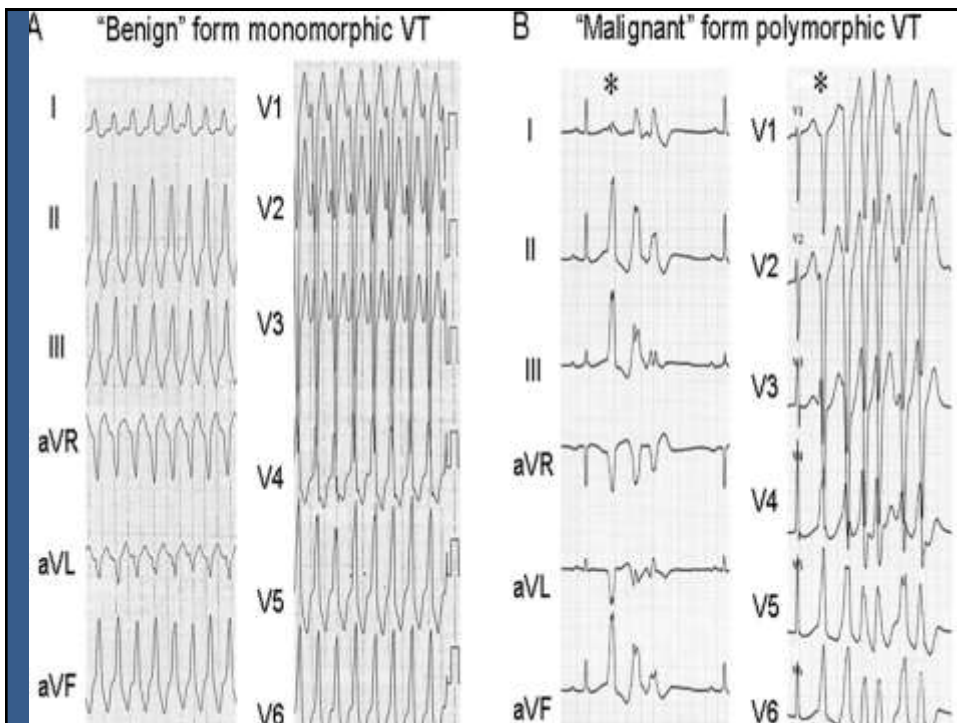 A "Benign" form monomorphic VT
I
II
III
aVR
aVL
aVF
V1
V2
V3
V4
V5
V6
B "Malignant" form polymorphic VT
*
I
II
III
aVR
aVL
aVF
*
V1
V2
V3
V4
V5
V6